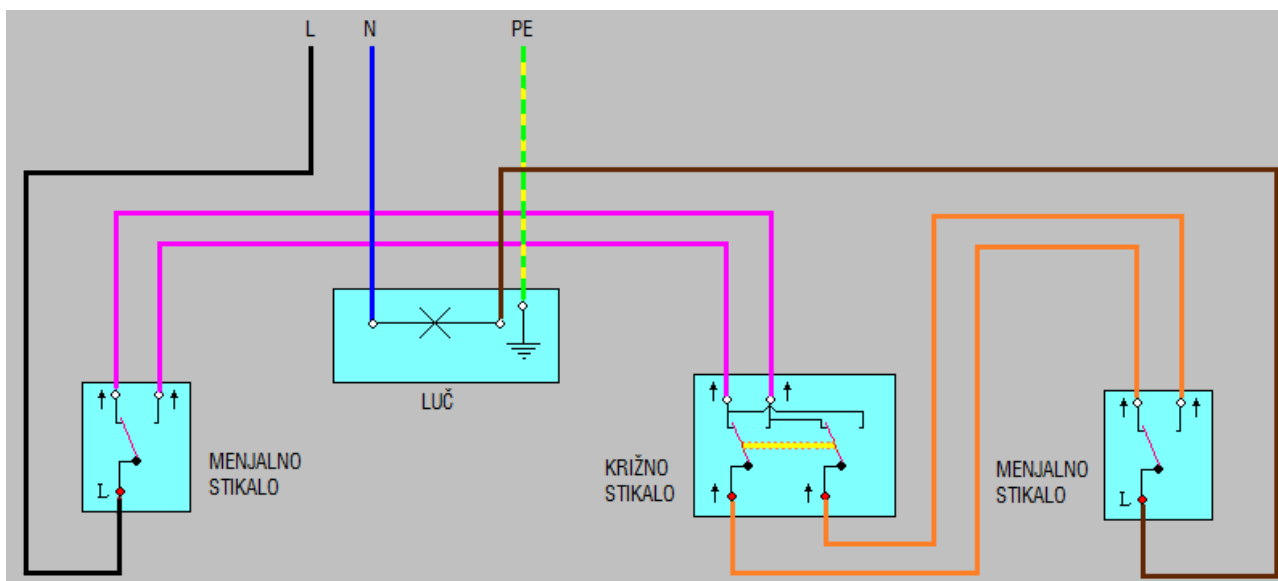 L N PE
LUČ
MENJALNO
STIKALO
L
KRIŽNO
STIKALO
MENJALNO
STIKALO
L